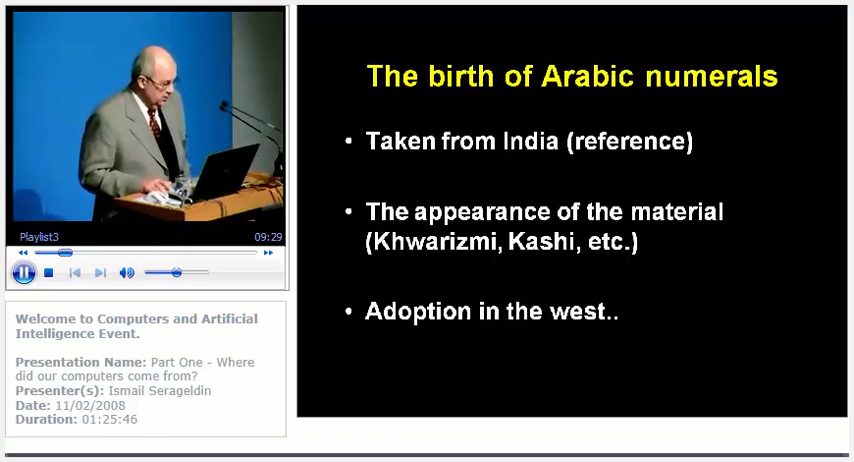 Playlist3 09:29
Welcome to Computers and Artificial
Intelligence Event.
Presentation Name: Part One - Where
did our computers come from?
Presenter(s): Ismail Serageldin
Date: 11/02/2008
Duration: 01:25:46
The birth of Arabic numerals
• Taken from India (reference)
• The appearance of the material
(Khwarizmi, Kashi, etc.)
• Adoption in the west..